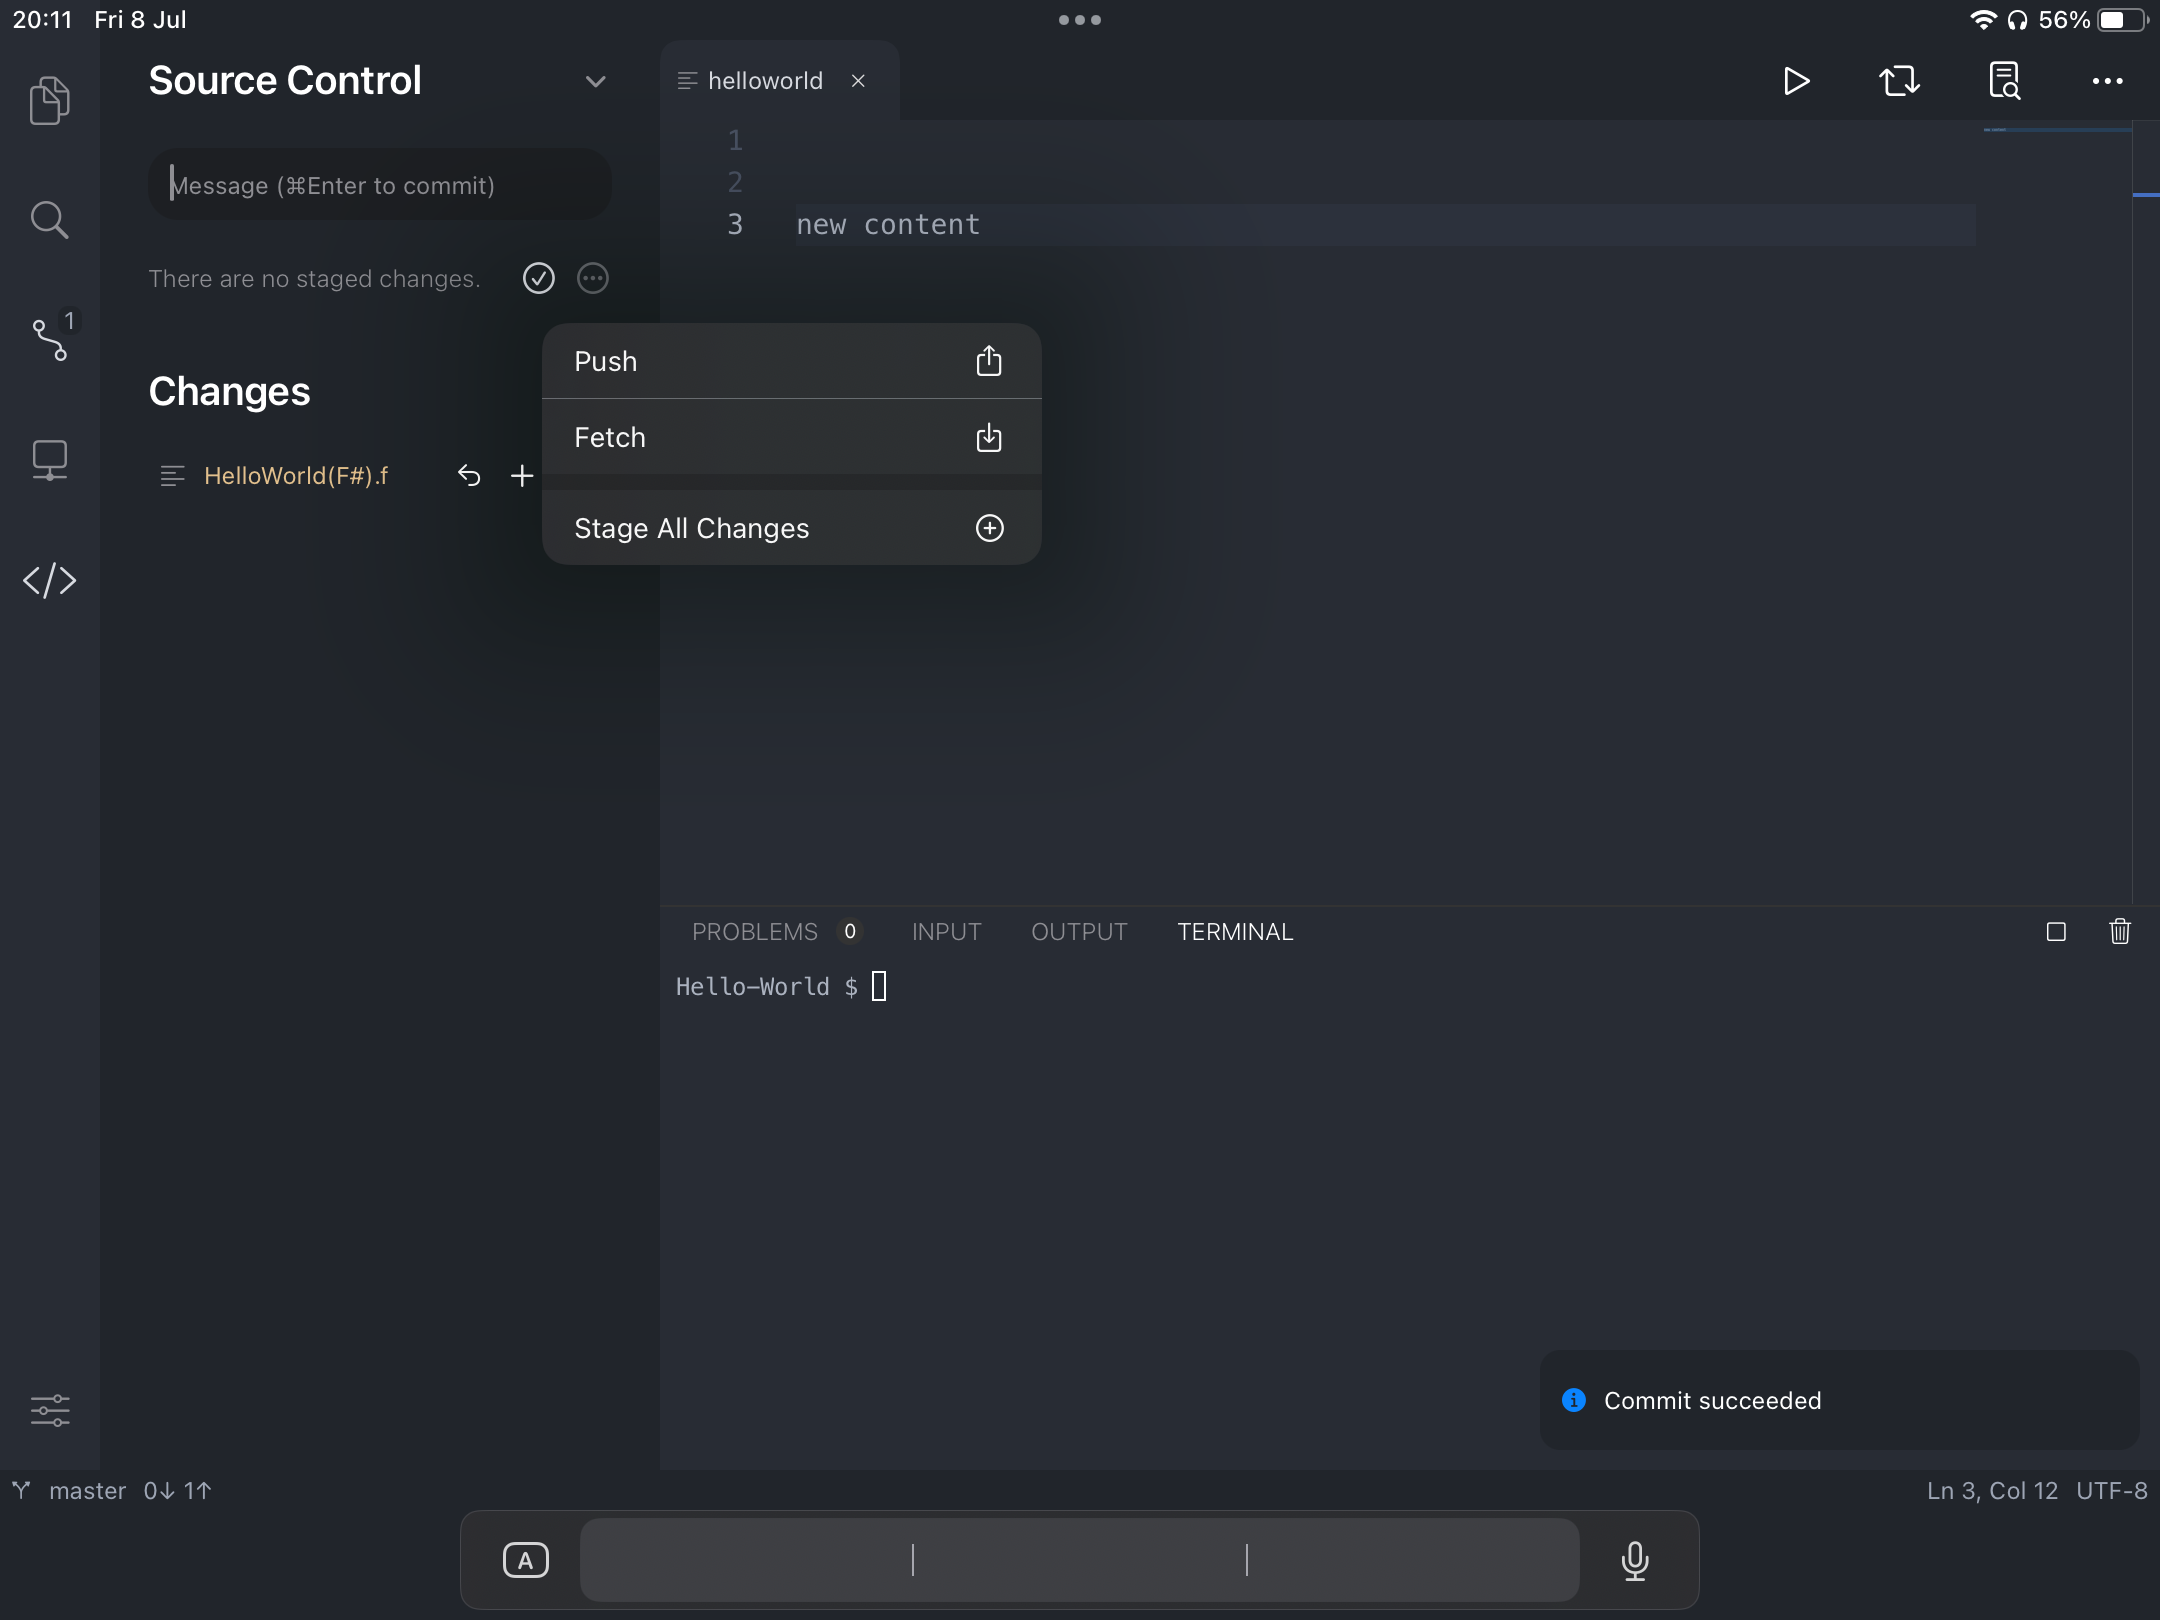 20:11 Fri 8 Jul
56%
Source Control
helloworld
Message (⌘Enter to commit)
1
2
3 new content
There are no staged changes.
1
Push
Fetch
Stage All Changes
Changes
HelloWorld(F#).f
PROBLEMS 0 INPUT OUTPUT TERMINAL
Hello-World $
Commit succeeded
master 0↓ 1↑
Ln 3, Col 12 UTF-8
A